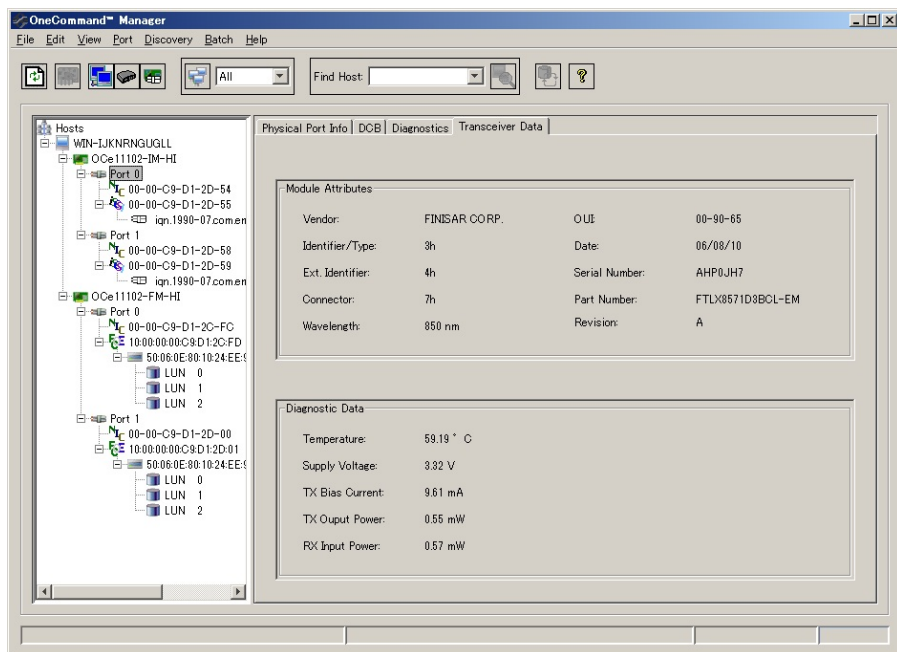 OneCommand™ Manager
File Edit View Port Discovery Batch Help
All
Find Host:
Hosts
WIN-IJKNRNGUGLL
OCe11102-IM-HI
Port 0
00-00-C9-D1-2D-54
00-00-C9-D1-2D-55
iqn.1990-07.com.em
Port 1
00-00-C9-D1-2D-58
00-00-C9-D1-2D-59
iqn.1990-07.com.em
OCe11102-FM-HI
Port 0
00-00-C9-D1-2C-FC
10:00:00:00:C9:D1:2C:FD
50:06:0E:80:10:24:EE:9
LUN 0
LUN 1
LUN 2
Port 1
00-00-C9-D1-2D-00
10:00:00:00:C9:D1:2D:01
50:06:0E:80:10:24:EE:9
LUN 0
LUN 1
LUN 2
Physical Port Info DCB Diagnostics Transceiver Data
Module Attributes
Vendor: FINISAR CORP. OUI: 00-90-65
Identifier/Type: 3h Date: 06/08/10
Ext. Identifier: 4h Serial Number: AHP0JH7
Connector: 7h Part Number: FTLX8571D3BCL-EM
Wavelength: 850 nm Revision: A
Diagnostic Data
Temperature: 59.19 ° C
Supply Voltage: 3.32 V
TX Bias Current: 9.61 mA
TX Ouput Power: 0.55 mW
RX Input Power: 0.57 mW